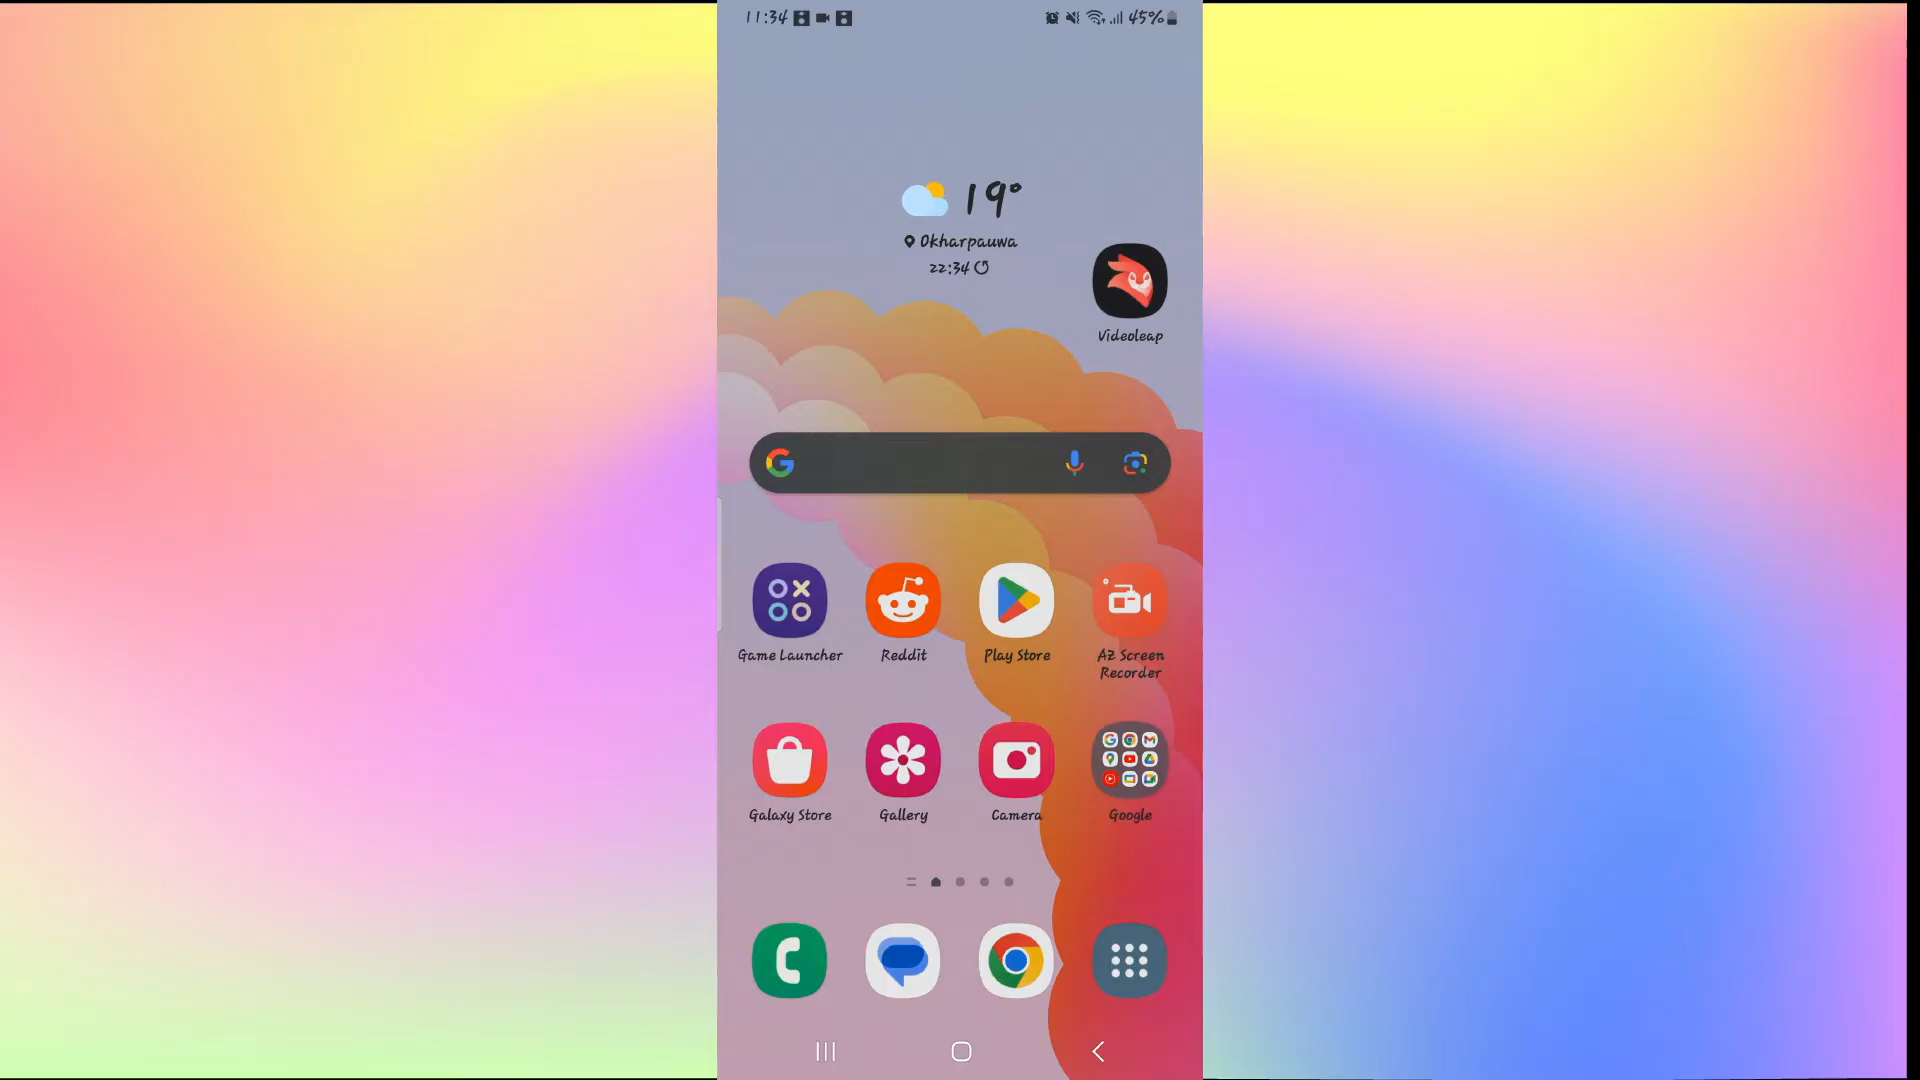 11:34
45%
19°
Okharpauwa
22:34
Videoleap
Game Launcher
Reddit
Play Store
AZ Screen
Recorder
Galaxy Store
Gallery
Camera
Google